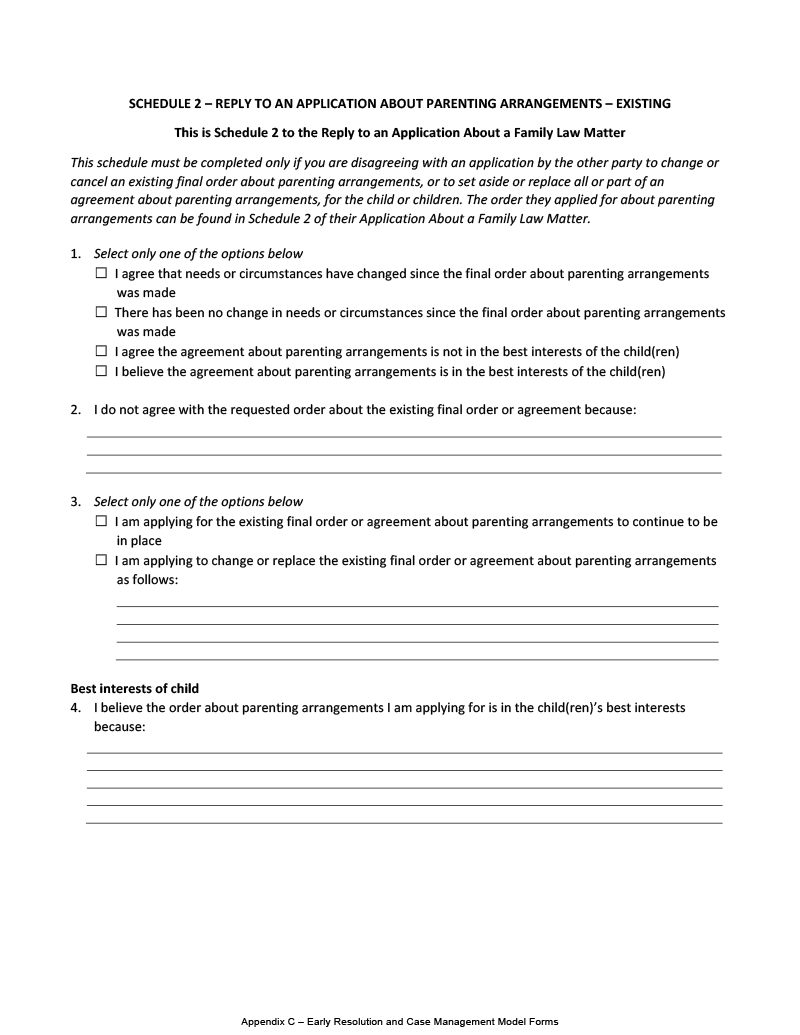 SCHEDULE 2 – REPLY TO AN APPLICATION ABOUT PARENTING ARRANGEMENTS – EXISTING
This is Schedule 2 to the Reply to an Application About a Family Law Matter
This schedule must be completed only if you are disagreeing with an application by the other party to change or
cancel an existing final order about parenting arrangements, or to set aside or replace all or part of an
agreement about parenting arrangements, for the child or children. The order they applied for about parenting
arrangements can be found in Schedule 2 of their Application About a Family Law Matter.
1. Select only one of the options below
☐ I agree that needs or circumstances have changed since the final order about parenting arrangements
was made
☐ There has been no change in needs or circumstances since the final order about parenting arrangements
was made
☐ I agree the agreement about parenting arrangements is not in the best interests of the child(ren)
☐ I believe the agreement about parenting arrangements is in the best interests of the child(ren)
2. I do not agree with the requested order about the existing final order or agreement because:
3. Select only one of the options below
☐ I am applying for the existing final order or agreement about parenting arrangements to continue to be
in place
☐ I am applying to change or replace the existing final order or agreement about parenting arrangements
as follows:
Best interests of child
4. I believe the order about parenting arrangements I am applying for is in the child(ren)’s best interests
because:
Appendix C – Early Resolution and Case Management Model Forms